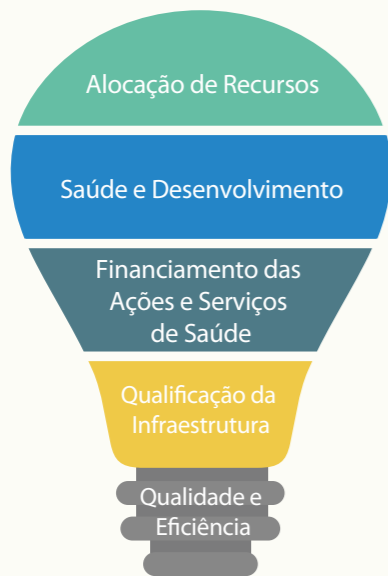 Alocação de Recursos
Saúde e Desenvolvimento
Financiamento das
Ações e Serviços
de Saúde
Qualificação da
Infraestrutura
Qualidade e
Eficiência